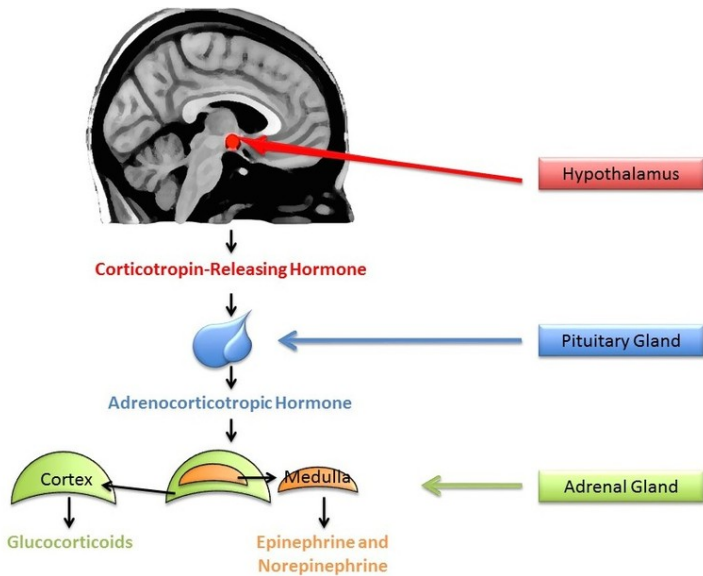 Hypothalamus
Corticotropin-Releasing Hormone
Pituitary Gland
Adrenocorticotropic Hormone
Cortex
Medulla
Adrenal Gland
Glucocorticoids
Epinephrine and
Norepinephrine